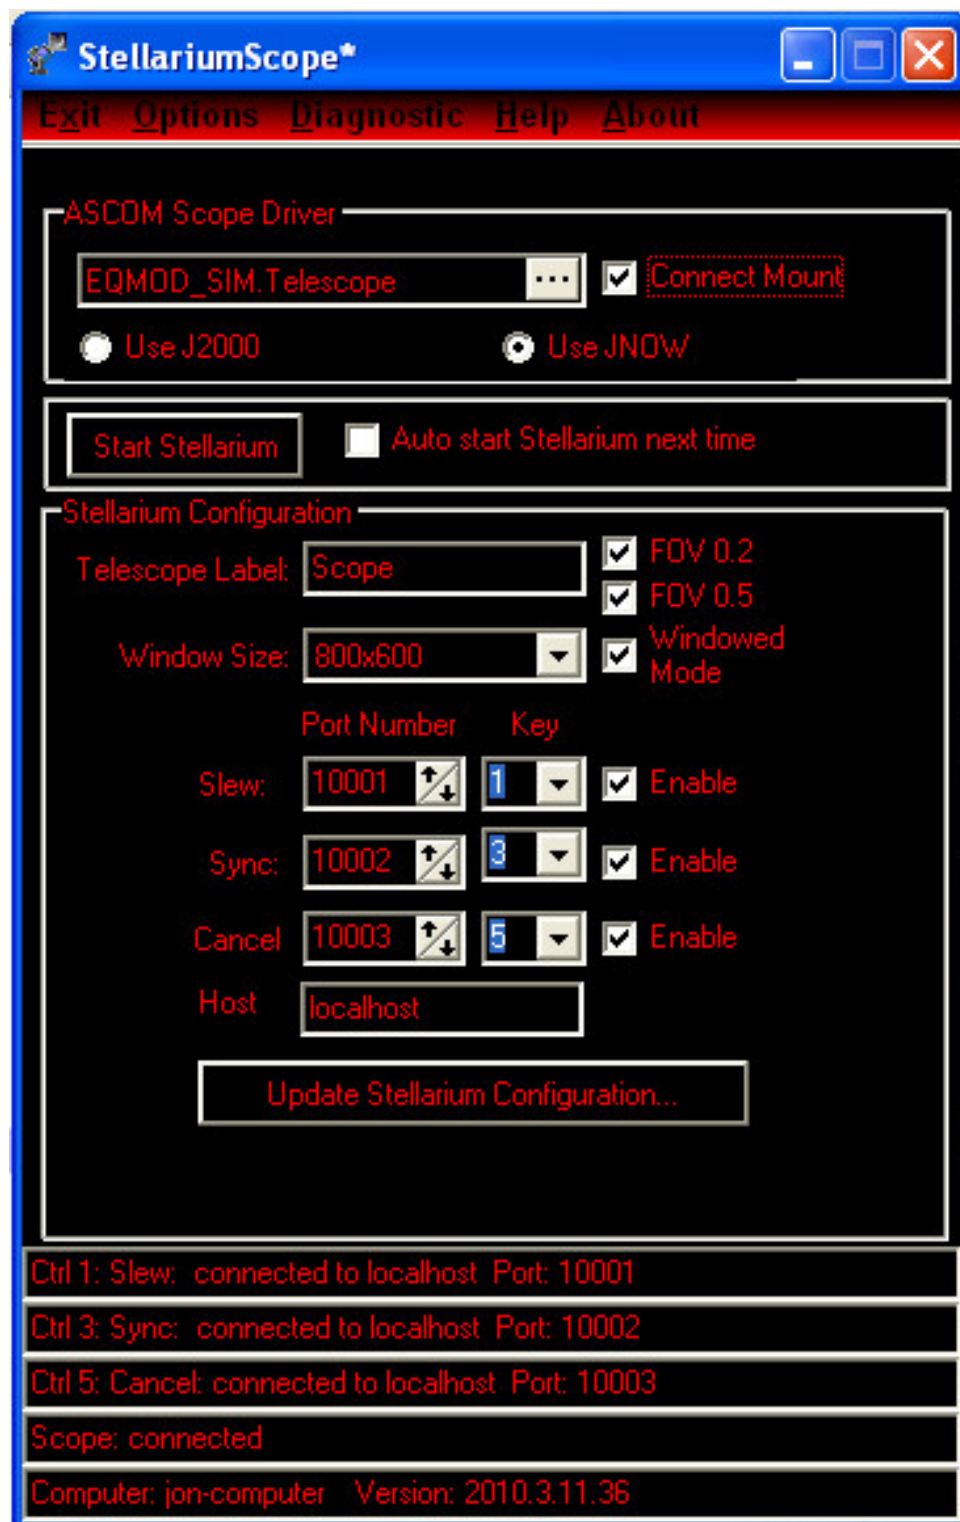 StellariumScope*
Exit Options Diagnostic Help About
ASCOM Scope Driver
EQMOD_SIM.Telescope ... Connect Mount
Use J2000 Use JNOW
Start Stellarium Auto start Stellarium next time
Stellarium Configuration
Telescope Label: Scope FOV 0.2
FOV 0.5
Window Size: 800x600 Windowed
Mode
Port Number Key
Slew: 10001 1 Enable
Sync: 10002 3 Enable
Cancel 10003 5 Enable
Host localhost
Update Stellarium Configuration...
Ctrl 1: Slew: connected to localhost Port: 10001
Ctrl 3: Sync: connected to localhost Port: 10002
Ctrl 5: Cancel: connected to localhost Port: 10003
Scope: connected
Computer: jon-computer Version: 2010.3.11.36